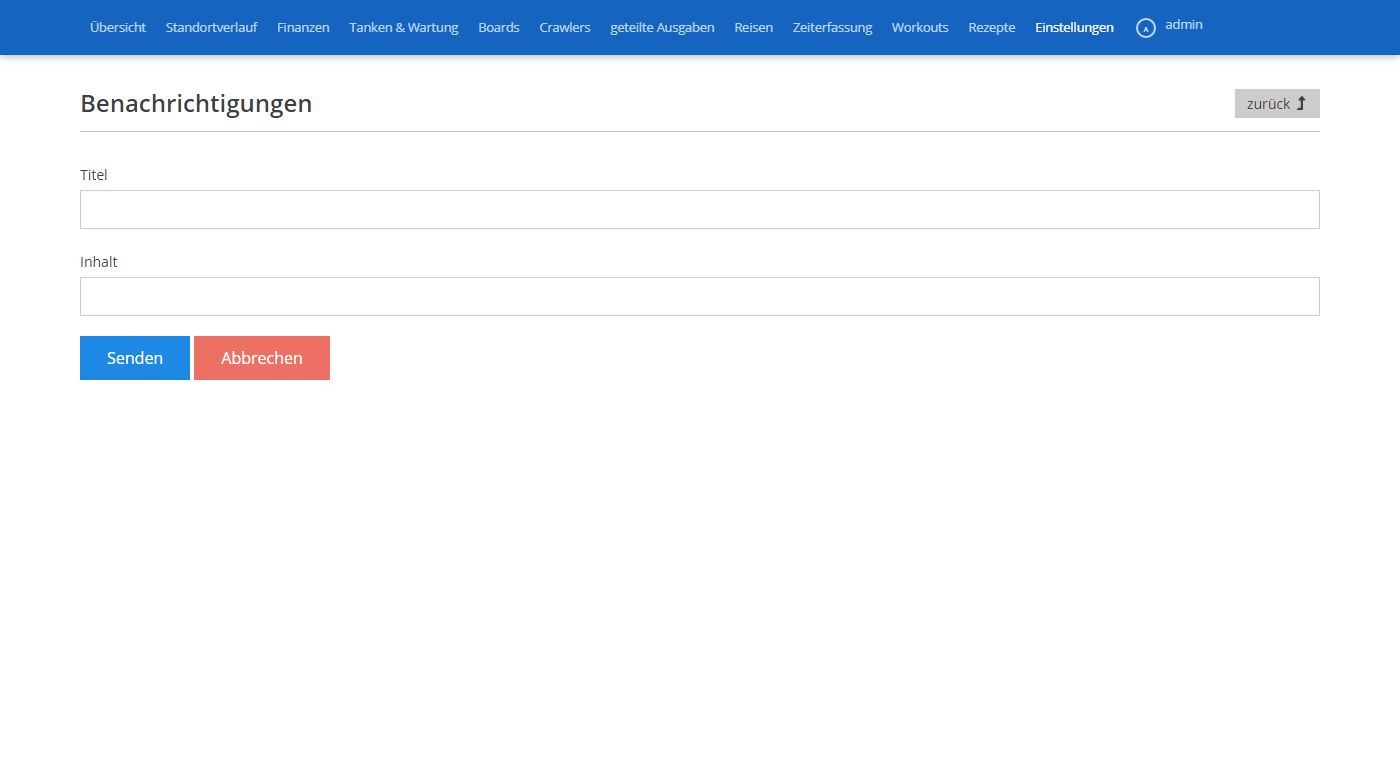 Übersicht Standortverlauf Finanzen Tanken & Wartung Boards Crawlers geteilte Ausgaben Reisen Zeiterfassung Workouts Rezepte Einstellungen A admin
Benachrichtigungen zurück
Titel
Inhalt
Senden Abbrechen